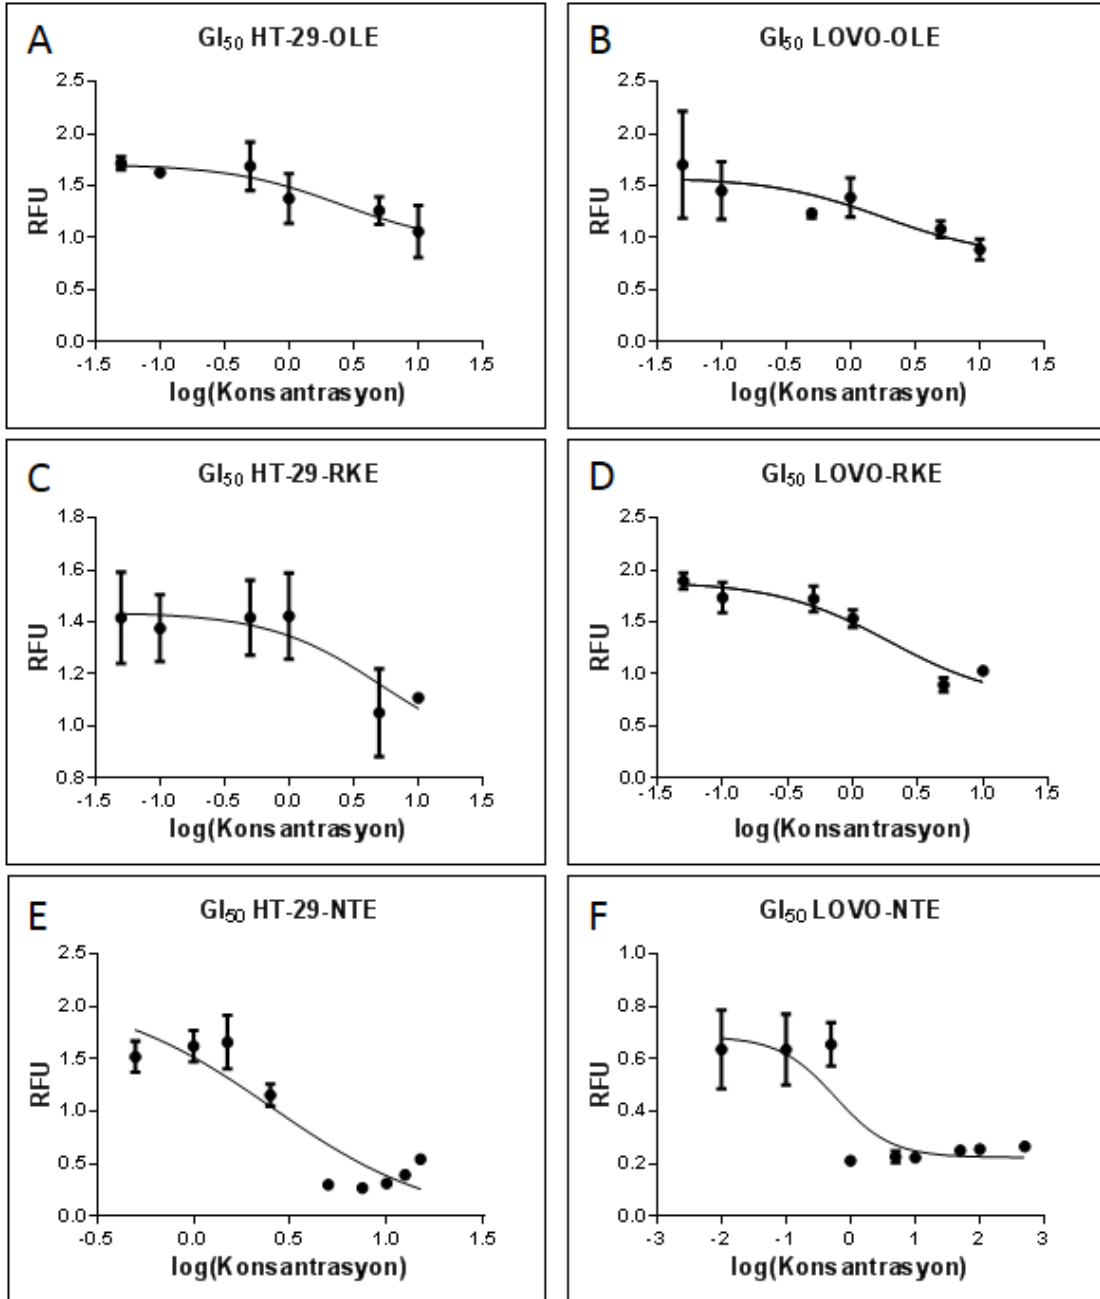 A
GI50 HT-29-OLE
2.5
2.0
1.5
1.0
0.5
0.0
RFU
-1.5 -1.0 -0.5 0.0 0.5 1.0 1.5
log(Konsantrasyon)
B
GI50 LOVO-OLE
2.5
2.0
1.5
1.0
0.5
0.0
RFU
-1.5 -1.0 -0.5 0.0 0.5 1.0 1.5
log(Konsantrasyon)
C
GI50 HT-29-RKE
1.8
1.6
1.4
1.2
1.0
0.8
RFU
-1.5 -1.0 -0.5 0.0 0.5 1.0 1.5
log(Konsantrasyon)
D
GI50 LOVO-RKE
2.5
2.0
1.5
1.0
0.5
0.0
RFU
-1.5 -1.0 -0.5 0.0 0.5 1.0 1.5
log(Konsantrasyon)
E
GI50 HT-29-NTE
2.5
2.0
1.5
1.0
0.5
0.0
RFU
-0.5 0.0 0.5 1.0 1.5
log(Konsantrasyon)
F
GI50 LOVO-NTE
1.0
0.8
0.6
0.4
0.2
0.0
RFU
-3 -2 -1 0 1 2 3
log(Konsantrasyon)